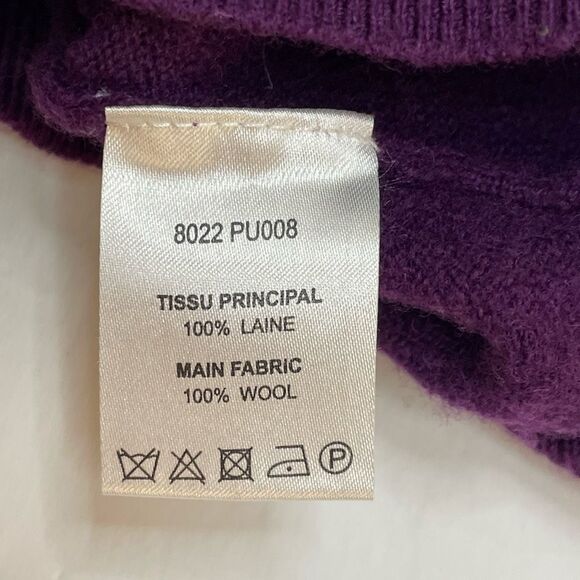 8022 PU008
TISSU PRINCIPAL
100% LAINE
MAIN FABRIC
100% WOOL
P